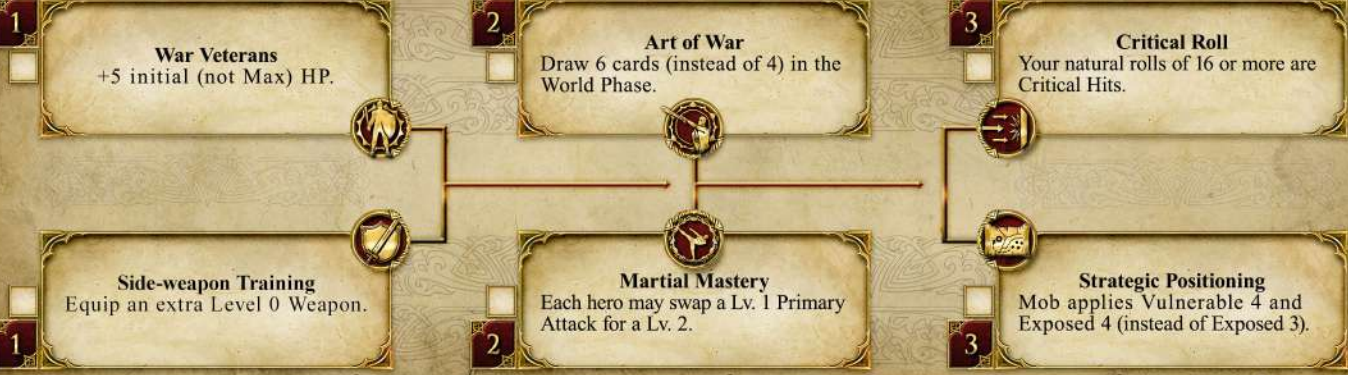 1
War Veterans
+5 initial (not Max) HP.
2
Art of War
Draw 6 cards (instead of 4) in the
World Phase.
3
Critical Roll
Your natural rolls of 16 or more are
Critical Hits.
Side-weapon Training
Equip an extra Level 0 Weapon.
1
Martial Mastery
Each hero may swap a Lv. 1 Primary
Attack for a Lv. 2.
2
Strategic Positioning
Mob applies Vulnerable 4 and
Exposed 4 (instead of Exposed 3).
3